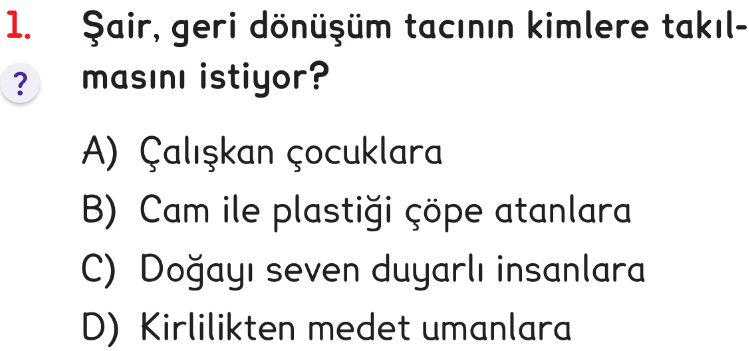 1. Şair, geri dönüşüm tacının kimlere takıl-
? masını istiyor?
A) Çalışkan çocuklara
B) Cam ile plastiği çöpe atanlara
C) Doğayı seven duyarlı insanlara
D) Kirlilikten medet umanlara